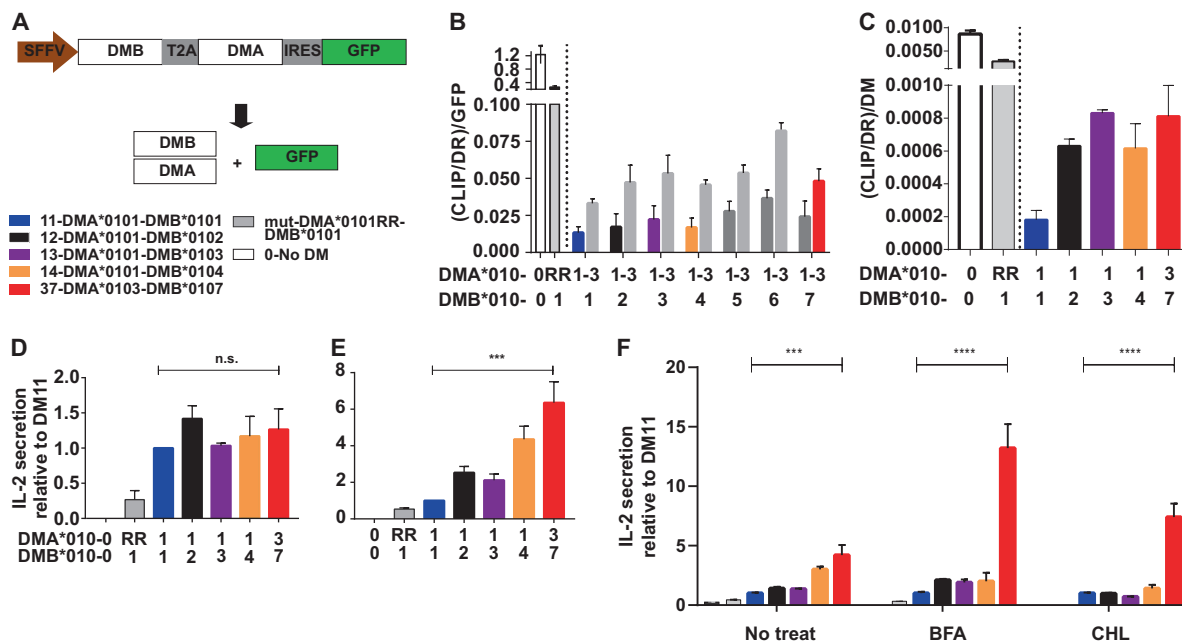 A
SFFV DMB T2A DMA IRES GFP
DMB
DMA
+
GFP
11-DMA*0101-DMB*0101
12-DMA*0101-DMB*0102
13-DMA*0101-DMB*0103
14-DMA*0101-DMB*0104
37-DMA*0103-DMB*0107
mut-DMA*0101RR-
DMB*0101
0-No DM
B
(CLIP/DR)/GFP
1.2
0.8
0.4
0.100
0.075
0.050
0.025
0.000
DMA*010- 0 RR 1-3 1-3 1-3 1-3 1-3 1-3 1-3
DMB*010- 0 1 1 2 3 4 5 6 7
C
(CLIP/DR)/DM
0.0100
0.0050
0.0010
0.0008
0.0006
0.0004
0.0002
0.0000
DMA*010- 0 RR 1 1 1 1 3
DMB*010- 0 1 1 2 3 4 7
D
IL-2 secretion
relative to DM11
n.s.
2.0
1.5
1.0
0.5
0.0
DMA*010-0 RR 1 1 1 1 3
DMB*010-0 1 1 2 3 4 7
E
***
8
6
4
2
0
0 RR 1 1 1 1 3
0 1 1 2 3 4 7
F
IL-2 secretion
relative to DM11
*** **** ****
20
15
10
5
0
No treat BFA CHL